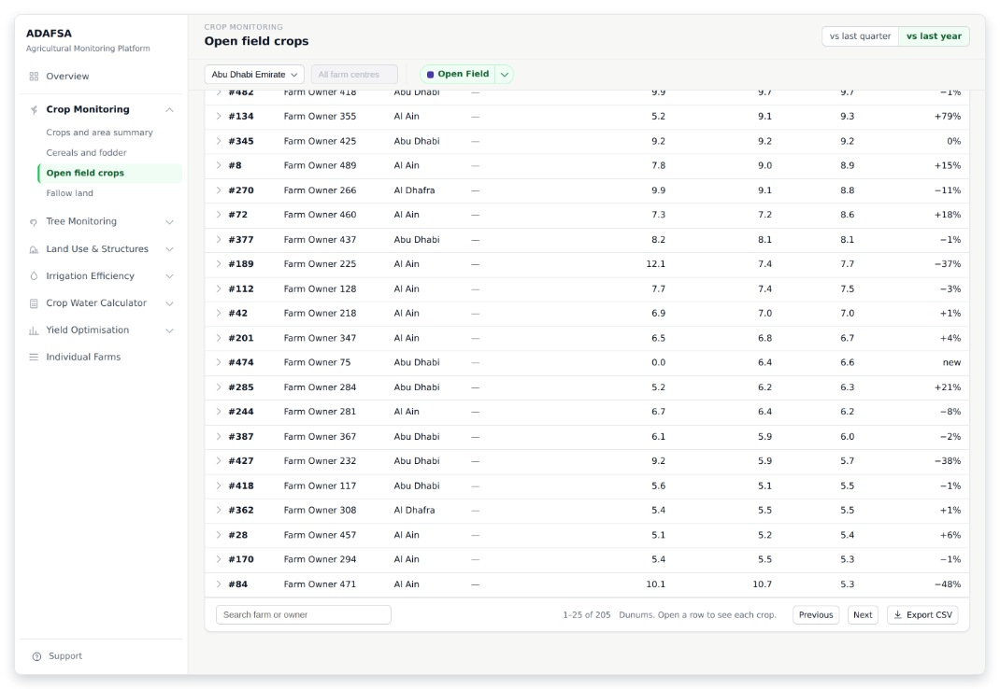 ADAFSA
Agricultural Monitoring Platform
Overview
Crop Monitoring
Crops and area summary
Cereals and fodder
Open field crops
Fallow land
Tree Monitoring
Land Use & Structures
Irrigation Efficiency
Crop Water Calculator
Yield Optimisation
Individual Farms
Support
CROP MONITORING
Open field crops
vs last quarter vs last year
Abu Dhabi Emirate All farm centres Open Field
#482 Farm Owner 418 Abu Dhabi — 9.9 9.7 9.7 −1%
#134 Farm Owner 355 Al Ain — 5.2 9.1 9.3 +79%
#345 Farm Owner 425 Abu Dhabi — 9.2 9.2 9.2 0%
#8 Farm Owner 489 Al Ain — 7.8 9.0 8.9 +15%
#270 Farm Owner 266 Al Dhafra — 9.9 9.1 8.8 −11%
#72 Farm Owner 460 Al Ain — 7.3 7.2 8.6 +18%
#377 Farm Owner 437 Abu Dhabi — 8.2 8.1 8.1 −1%
#189 Farm Owner 225 Al Ain — 12.1 7.4 7.7 −37%
#112 Farm Owner 128 Al Ain — 7.7 7.4 7.5 −3%
#42 Farm Owner 218 Al Ain — 6.9 7.0 7.0 +1%
#201 Farm Owner 347 Al Ain — 6.5 6.8 6.7 +4%
#474 Farm Owner 75 Abu Dhabi — 0.0 6.4 6.6 new
#285 Farm Owner 284 Abu Dhabi — 5.2 6.2 6.3 +21%
#244 Farm Owner 281 Al Ain — 6.7 6.4 6.2 −8%
#387 Farm Owner 367 Abu Dhabi — 6.1 5.9 6.0 −2%
#427 Farm Owner 232 Abu Dhabi — 9.2 5.9 5.7 −38%
#418 Farm Owner 117 Abu Dhabi — 5.6 5.1 5.5 −1%
#362 Farm Owner 308 Al Dhafra — 5.4 5.5 5.5 +1%
#28 Farm Owner 457 Al Ain — 5.1 5.2 5.4 +6%
#170 Farm Owner 294 Al Ain — 5.4 5.5 5.3 −1%
#84 Farm Owner 471 Al Ain — 10.1 10.7 5.3 −48%
Search farm or owner 1–25 of 205 Dunums. Open a row to see each crop. Previous Next Export CSV